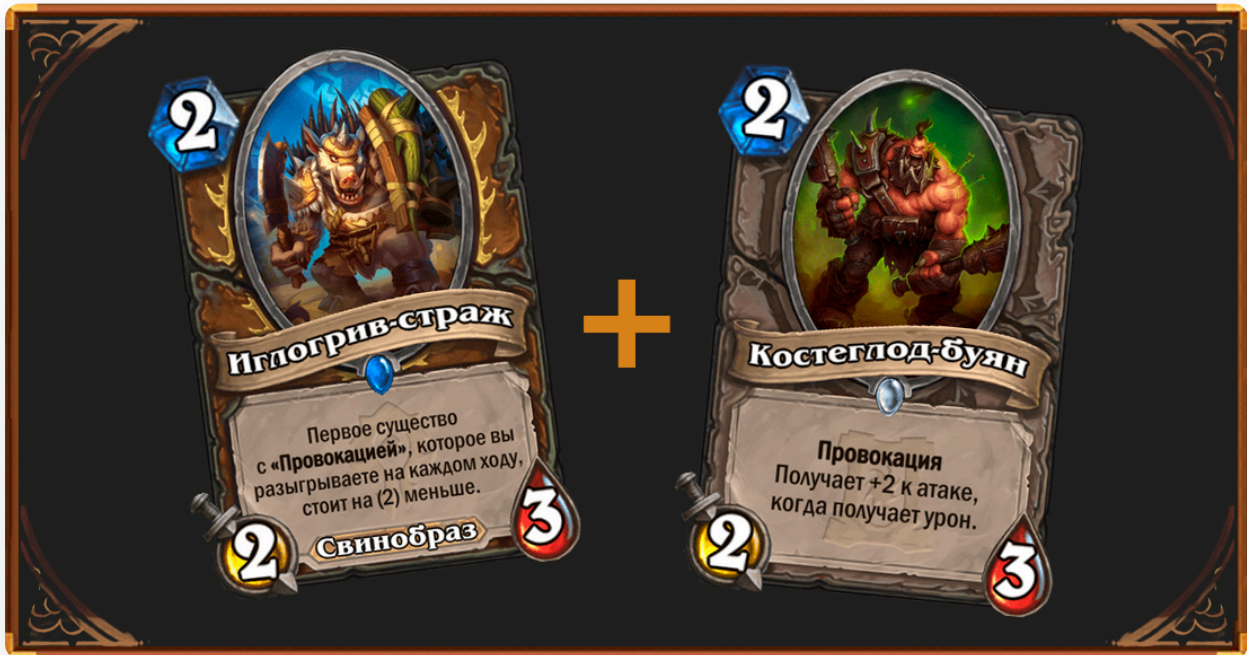 2
Иглогрив-страж
Первое существо
с «Провокацией», которое вы
разыгрываете на каждом ходу,
стоит на (2) меньше.
2
Свинобраз
3
+
2
Костеглод-буян
Провокация
Получает +2 к атаке,
когда получает урон.
2
3